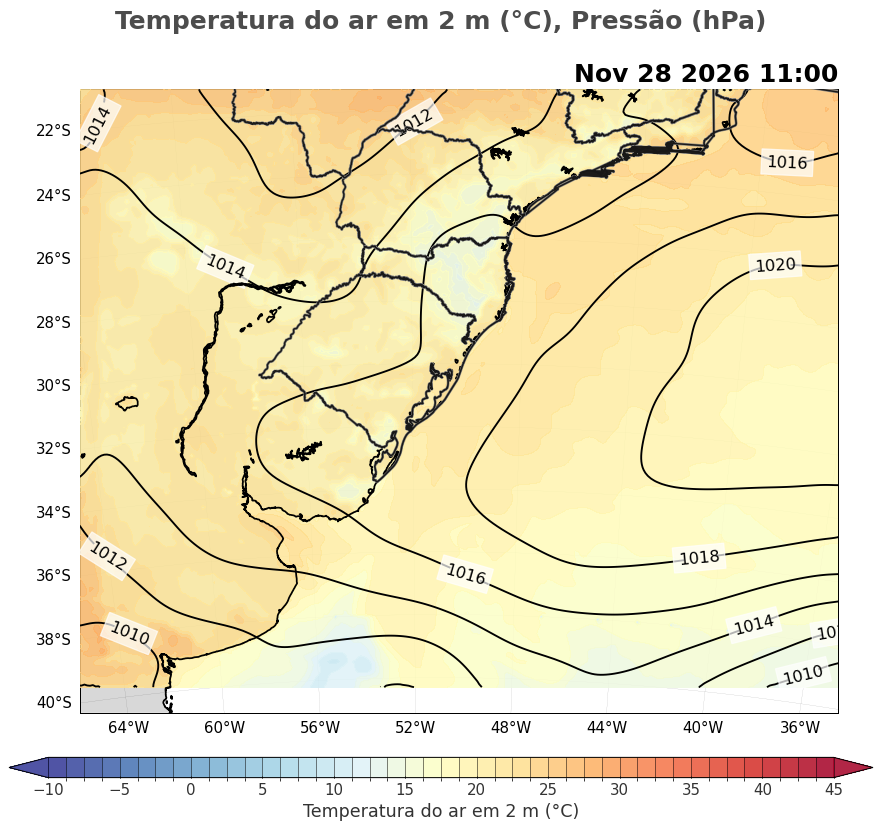 Temperatura do ar em 2 m (°C), Pressão (hPa)
Nov 28 2026 11:00
1014
1012
1016
1014
1020
1012
1016
1018
1010
1014
10
1010
22°S
24°S
26°S
28°S
30°S
32°S
34°S
36°S
38°S
40°S
64°W 60°W 56°W 52°W 48°W 44°W 40°W 36°W
−10 −5 0 5 10 15 20 25 30 35 40 45
Temperatura do ar em 2 m (°C)